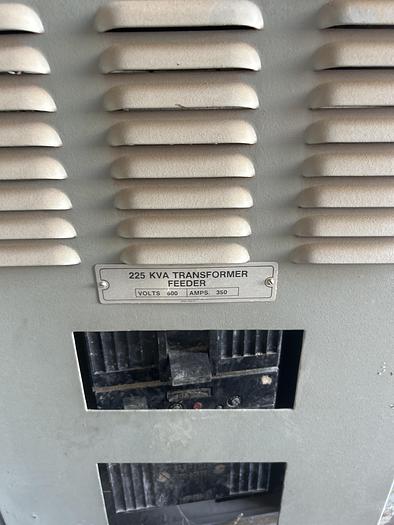 225 KVA TRANSFORMER
FEEDER
VOLTS 600 AMPS 350